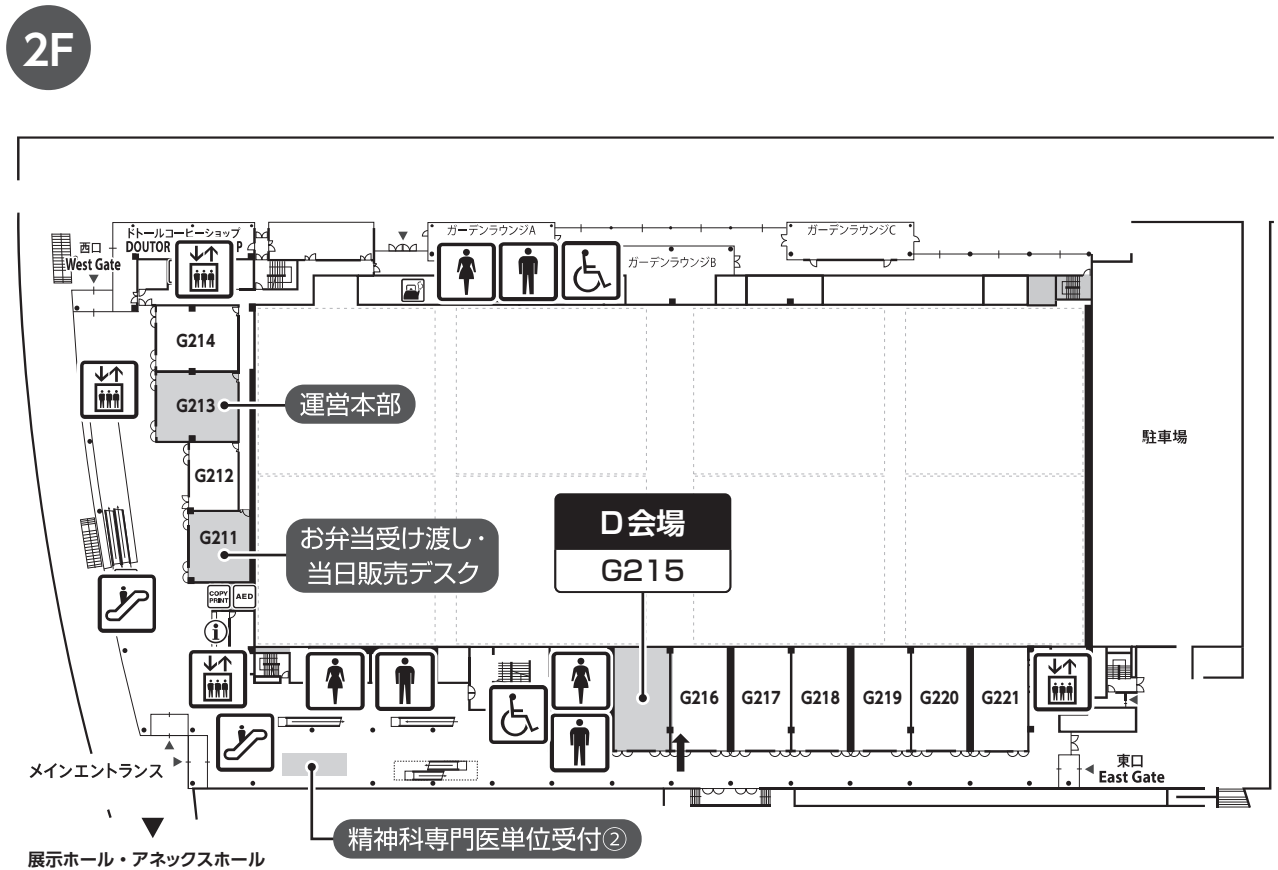 2F
ドトールコーヒーショップ
DOUTOR
P
西口
West Gate
ガーデンラウンジA
ガーデンラウンジB
ガーデンラウンジC
G214
G213
運営本部
駐車場
G212
G211
お弁当受け渡し・
当日販売デスク
D会場
G215
COPY
PRINT
AED
i
G216
G217
G218
G219
G220
G221
メインエントランス
東口
East Gate
精神科専門医単位受付②
展示ホール・アネックスホール